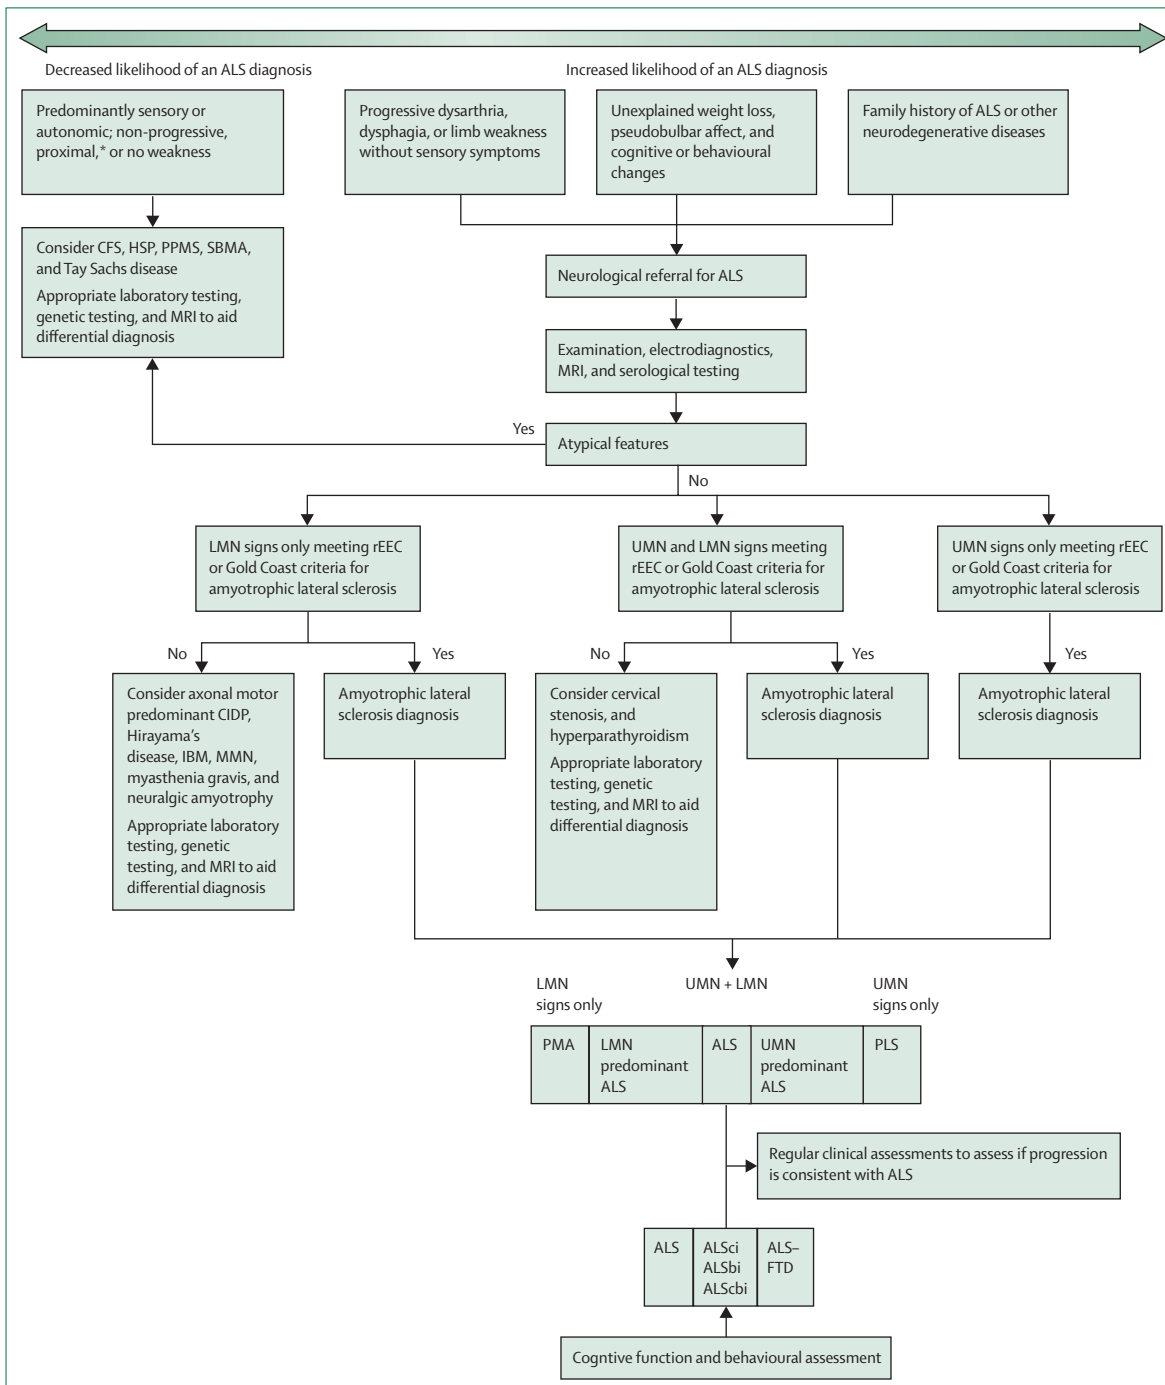 Decreased likelihood of an ALS diagnosis
Increased likelihood of an ALS diagnosis
Predominantly sensory or
autonomic; non-progressive,
proximal,* or no weakness
Progressive dysarthria,
dysphagia, or limb weakness
without sensory symptoms
Unexplained weight loss,
pseudobulbar affect, and
cognitive or behavioural
changes
Family history of ALS or other
neurodegenerative diseases
Consider CFS, HSP, PPMS, SBMA,
and Tay Sachs disease
Appropriate laboratory testing,
genetic testing, and MRI to aid
differential diagnosis
Neurological referral for ALS
Examination, electrodiagnostics,
MRI, and serological testing
Yes
Atypical features
No
LMN signs only meeting rEEC
or Gold Coast criteria for
amyotrophic lateral sclerosis
UMN and LMN signs meeting
rEEC or Gold Coast criteria for
amyotrophic lateral sclerosis
UMN signs only meeting rEEC
or Gold Coast criteria for
amyotrophic lateral sclerosis
No
Yes
No
Yes
Yes
Consider axonal motor
predominant CIDP,
Hirayama's
disease, IBM, MMN,
myasthenia gravis, and
neuralgic amyotrophy
Appropriate laboratory
testing, genetic
testing, and MRI to aid
differential diagnosis
Amyotrophic lateral
sclerosis diagnosis
Consider cervical
stenosis, and
hyperparathyroidism
Appropriate laboratory
testing, genetic
testing, and MRI to aid
differential diagnosis
Amyotrophic lateral
sclerosis diagnosis
Amyotrophic lateral
sclerosis diagnosis
LMN
signs only
UMN + LMN
UMN
signs only
PMA
LMN
predominant
ALS
ALS
UMN
predominant
ALS
PLS
Regular clinical assessments to assess if progression
is consistent with ALS
ALS
ALSci
ALSbi
ALScbi
ALS–
FTD
Cogntive function and behavioural assessment